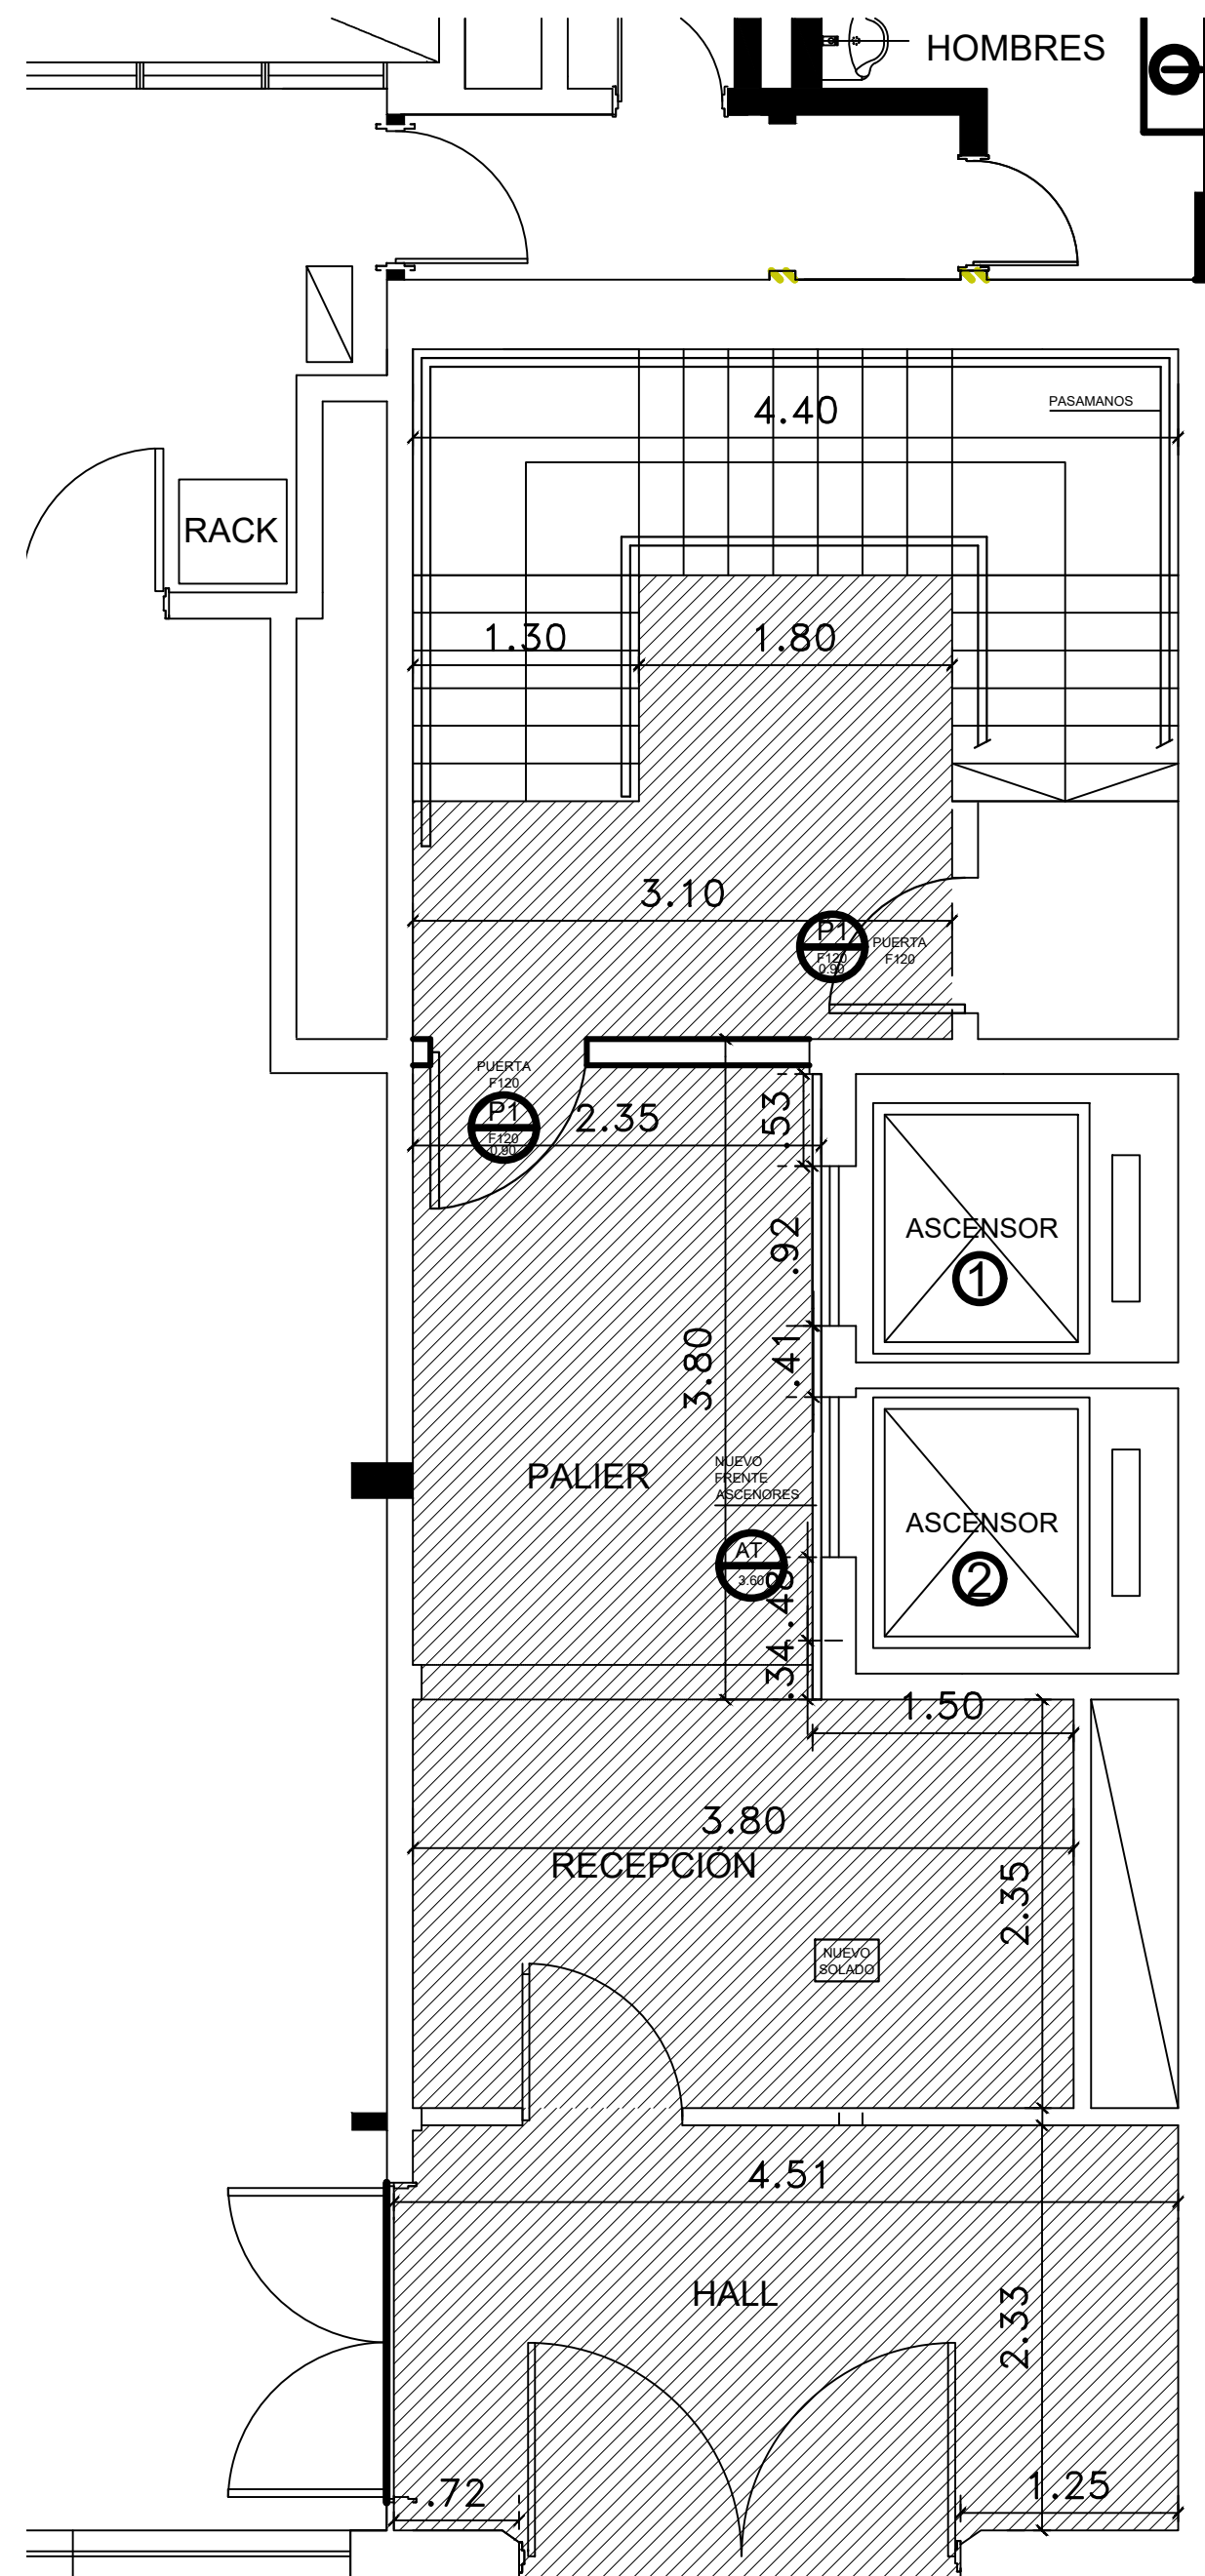 HOMBRES
4.40
PASAMANOS
RACK
1.30
1.80
3.10
P1
F120
0.90
PUERTA
F120
PUERTA
F120
P1
F120
0.90
2.35
.53
.92
ASCENSOR
1
.41
3.80
PALIER
NUEVO
FRENTE
ASCENORES
ASCENSOR
2
AT
3.60
.48
.34
1.50
3.80
RECEPCIÓN
2.35
NUEVO
SOLADO
4.51
HALL
2.33
.72
1.25